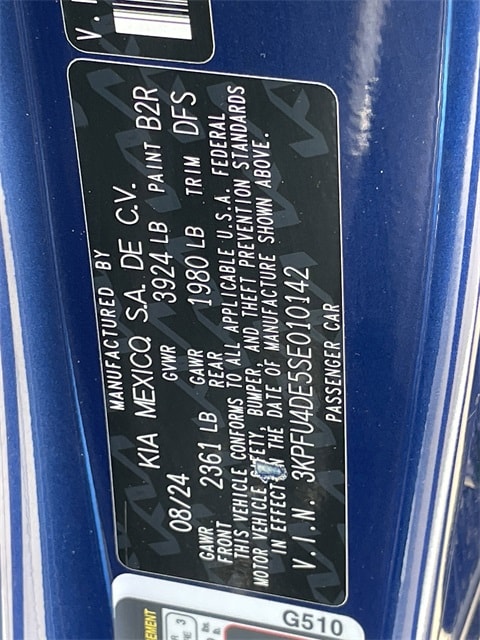 V.I.
MANUFACTURED BY
KIA MEXICO, S.A. DE C.V.
08/24 GVWR 3924 LB PAINT B2R
GAWR FRONT 2361 LB GAWR REAR 1980 LB TRIM DFS
THIS VEHICLE CONFORMS TO ALL APPLICABLE U.S.A. FEDERAL
MOTOR VEHICLE SAFETY, BUMPER, AND THEFT PREVENTION STANDARDS
IN EFFECT ON THE DATE OF MANUFACTURE SHOWN ABOVE.
V.I.N. 3KPFU4DE5SE010142
PASSENGER CAR
G510